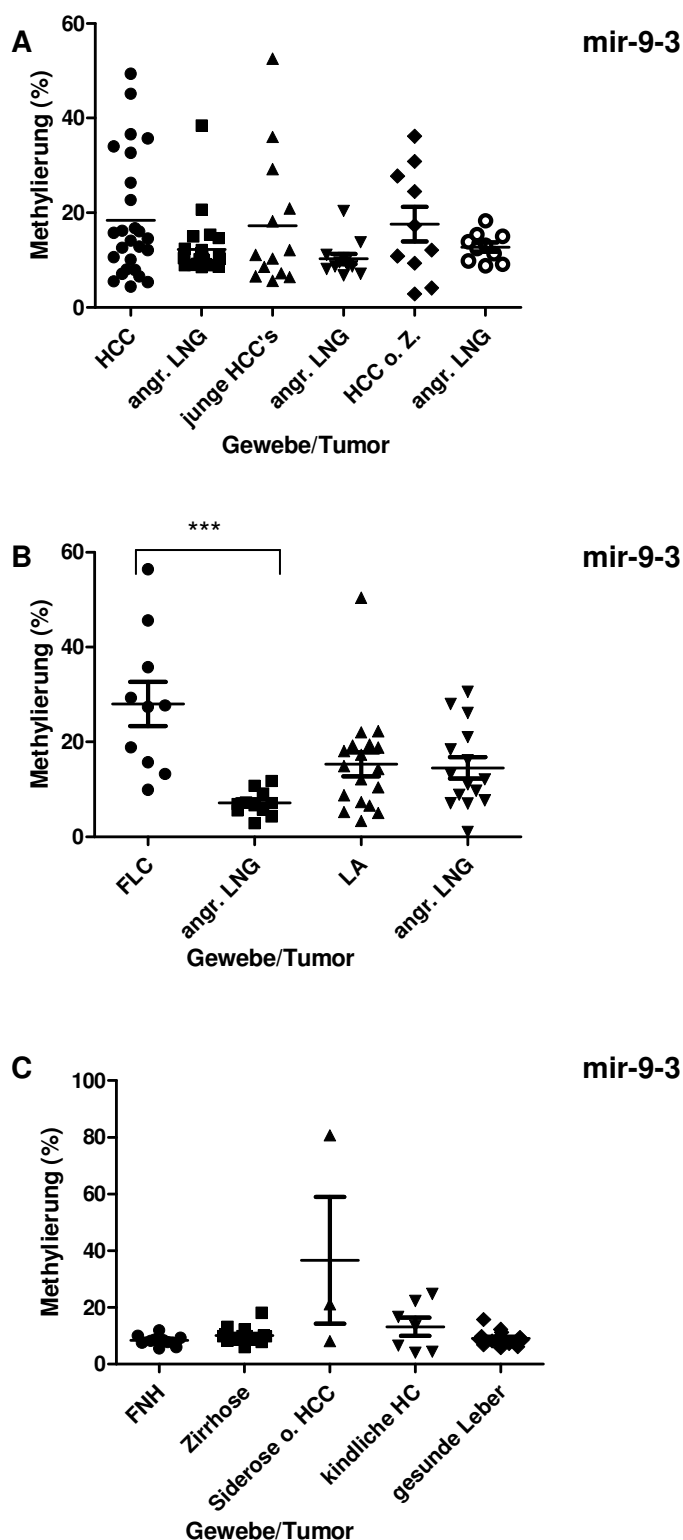 A
mir-9-3
Methylierung (%)
60
40
20
0
HCC
angr. LNG
junge HCC's
angr. LNG
HCC o. Z.
angr. LNG
Gewebe/Tumor
B
mir-9-3
***
Methylierung (%)
60
40
20
0
FLC
angr. LNG
LA
angr. LNG
Gewebe/Tumor
C
mir-9-3
Methylierung (%)
100
80
60
40
20
0
FNH
Zirrhose
Siderose o. HCC
kindliche HC
gesunde Leber
Gewebe/Tumor